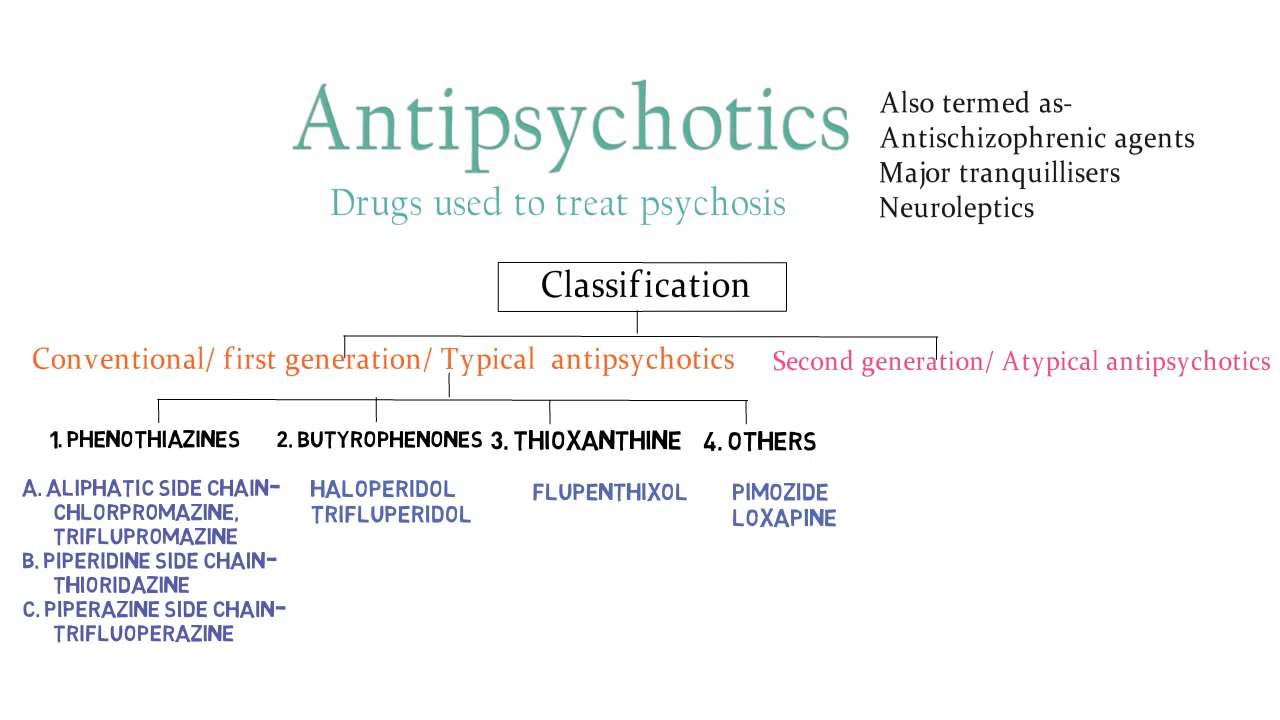 Antipsychotics
Drugs used to treat psychosis
Also termed as-
Antischizophrenic agents
Major tranquillisers
Neuroleptics
Classification
Conventional/ first generation/ Typical antipsychotics
Second generation/ Atypical antipsychotics
1. PHENOTHIAZINES
A. ALIPHATIC SIDE CHAIN-
CHLORPROMAZINE,
TRIFLUPROMAZINE
B. PIPERIDINE SIDE CHAIN-
THIORIDAZINE
C. PIPERAZINE SIDE CHAIN-
TRIFLUOPERAZINE
2. BUTYROPHENONES
HALOPERIDOL
TRIFLUPERIDOL
3. THIOXANTHINE
FLUPENTHIXOL
4. OTHERS
PIMOZIDE
LOXAPINE